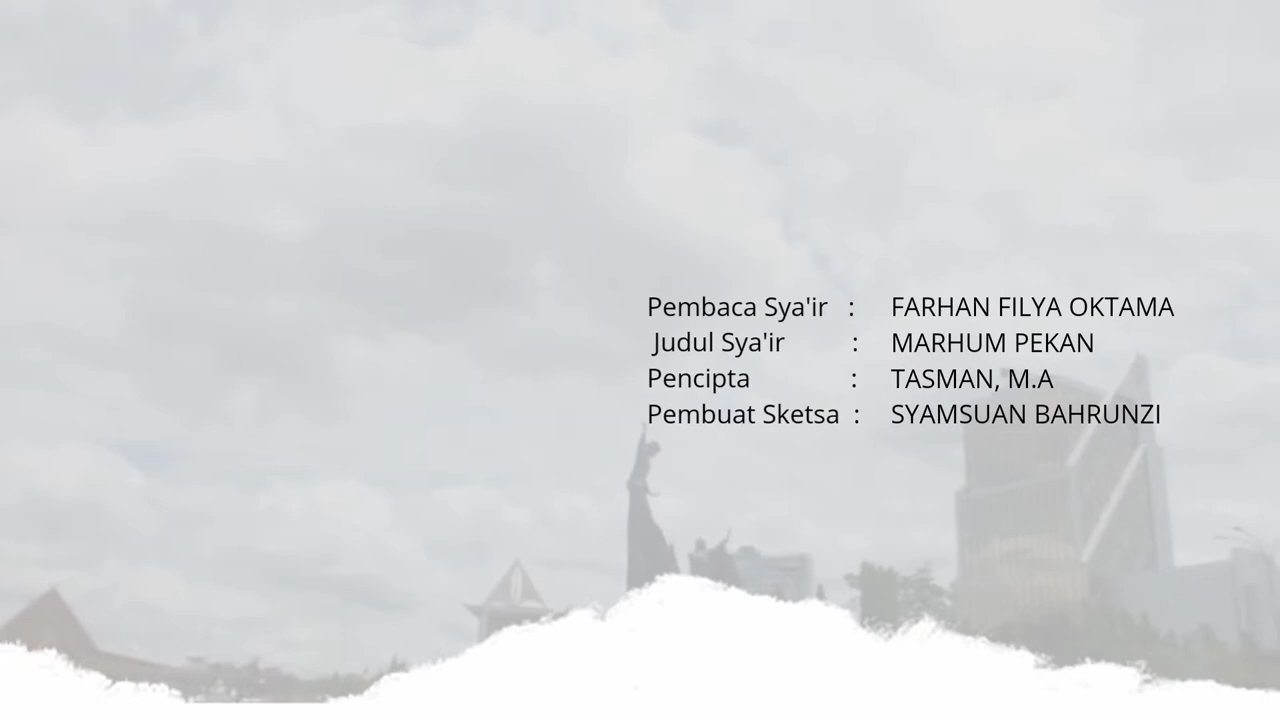 Pembaca Sya'ir : FARHAN FILYA OKTAMA
Judul Sya'ir : MARHUM PEKAN
Pencipta : TASMAN, M.A
Pembuat Sketsa : SYAMSUAN BAHRUNZI